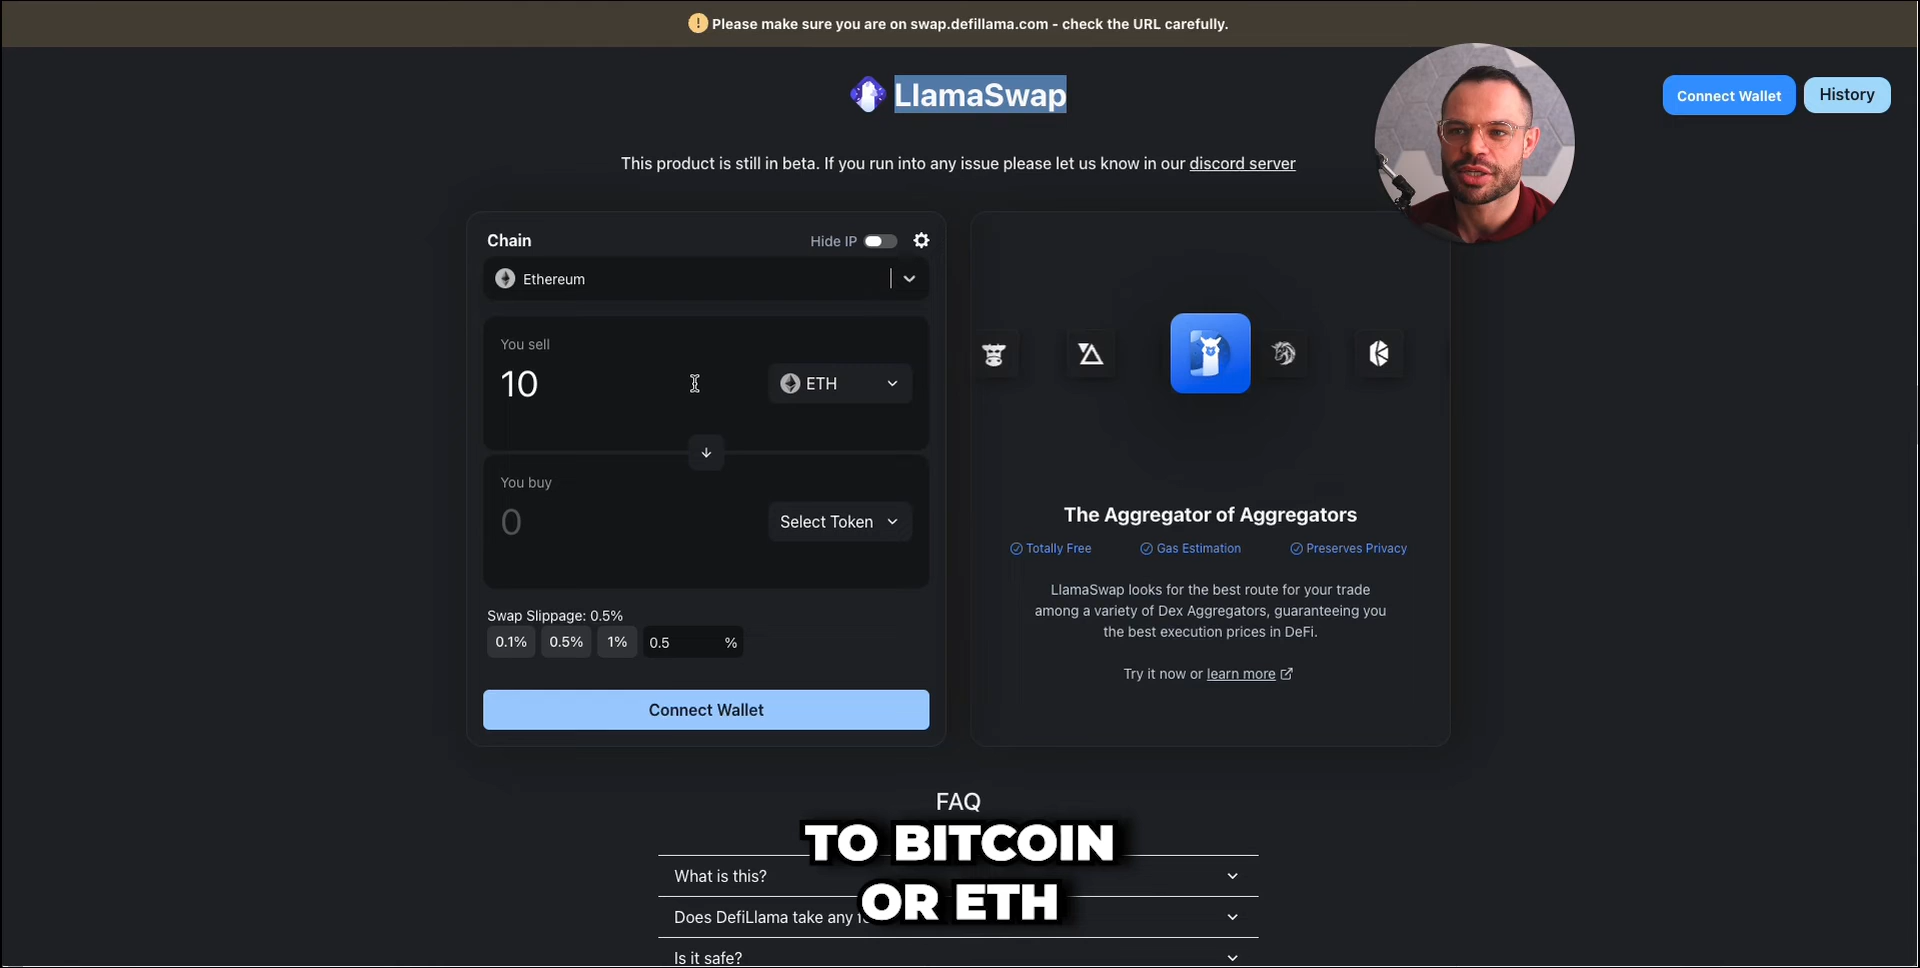 Please make sure you are on swap.defillama.com - check the URL carefully.
LlamaSwap
Connect Wallet
History
This product is still in beta. If you run into any issue please let us know in our discord server
Chain
Hide IP
Ethereum
You sell
10
ETH
You buy
0
Select Token
Swap Slippage: 0.5%
0.1%
0.5%
1%
0.5 %
Connect Wallet
The Aggregator of Aggregators
Totally Free
Gas Estimation
Preserves Privacy
LlamaSwap looks for the best route for your trade
among a variety of Dex Aggregators, guaranteeing you
the best execution prices in DeFi.
Try it now or learn more
FAQ
TO BITCOIN
What is this?
OR ETH
Does DefiLlama take any
Is it safe?